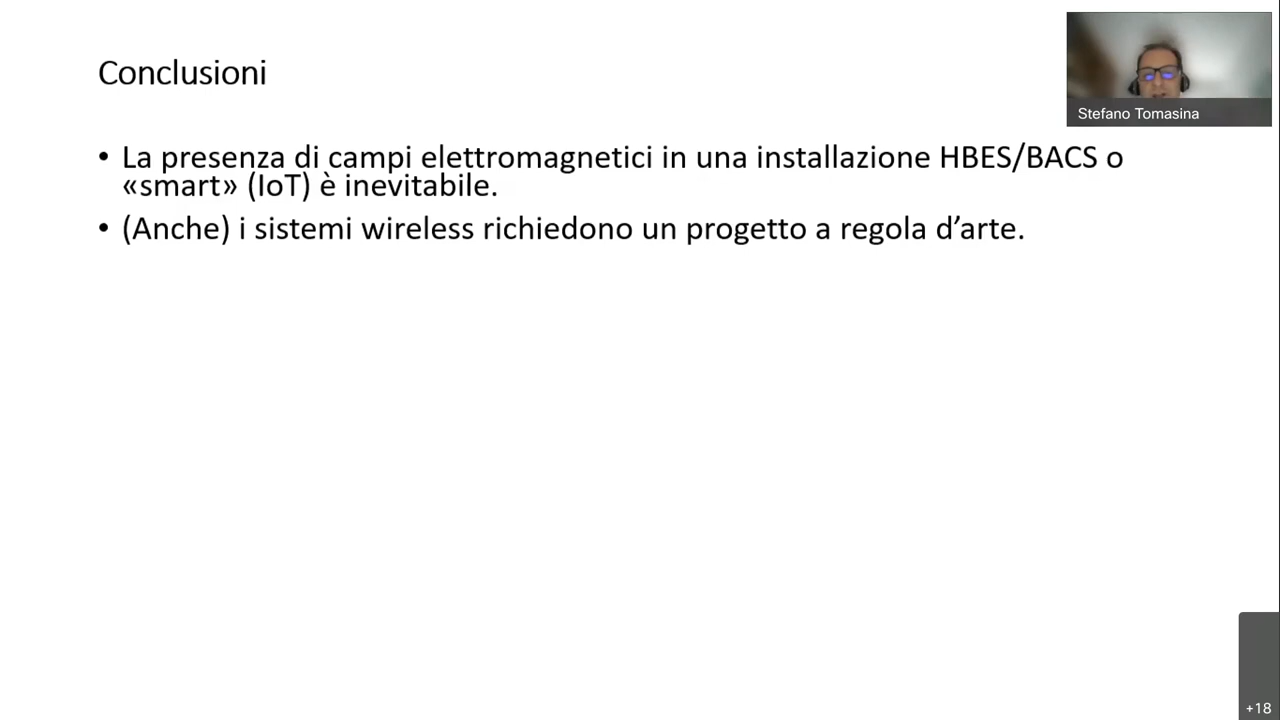 Conclusioni
Stefano Tomasina
• La presenza di campi elettromagnetici in una installazione HBES/BACS o
«smart» (IoT) è inevitabile.
• (Anche) i sistemi wireless richiedono un progetto a regola d’arte.
+18